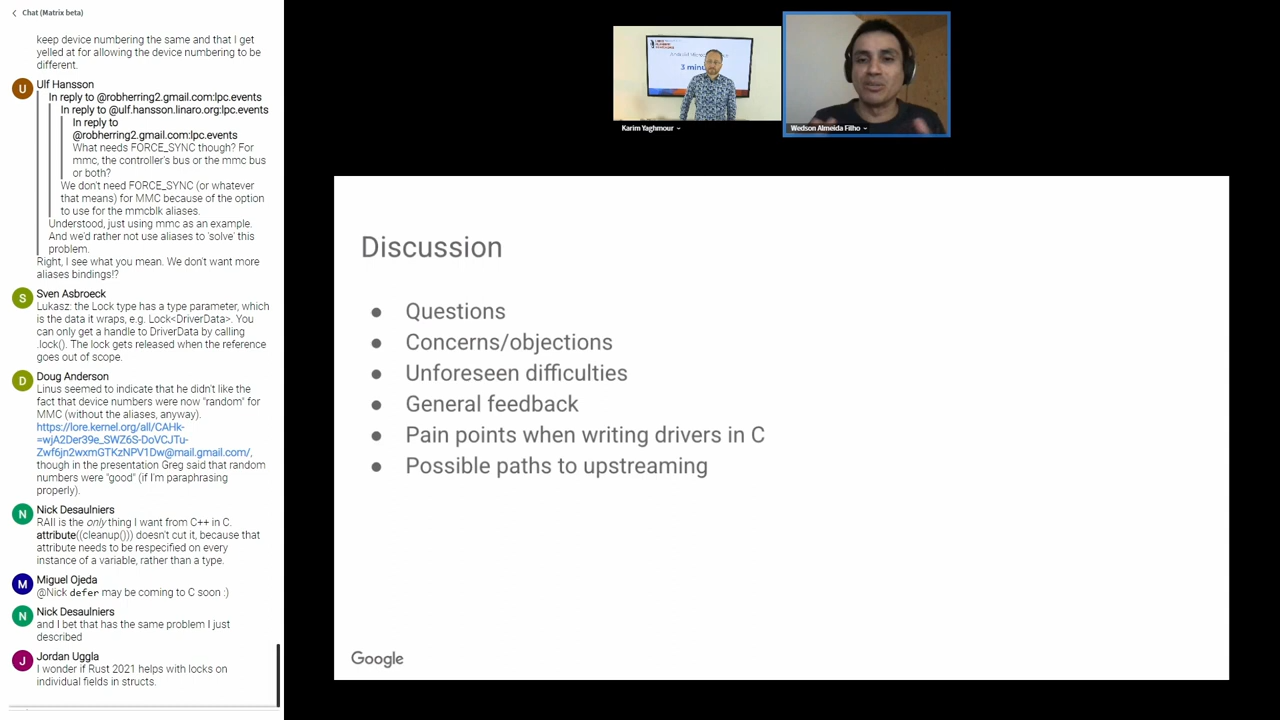 Chat (Matrix beta)
keep device numbering the same and that I get
yelled at for allowing the device numbering to be
different.
U
Ulf Hansson
In reply to @robherring2.gmail.com:lpc.events
In reply to @ulf.hansson.linaro.org:lpc.events
In reply to
@robherring2.gmail.com:lpc.events
What needs FORCE_SYNC though? For
mmc, the controller's bus or the mmc bus
or both?
We don't need FORCE_SYNC (or whatever
that means) for MMC because of the option
to use for the mmcblk aliases.
Understood, just using mmc as an example.
And we'd rather not use aliases to 'solve' this
problem.
Right, I see what you mean. We don't want more
aliases bindings!?
S
Sven Asbroeck
Lukasz: the Lock type has a type parameter, which
is the data it wraps, e.g. Lock<DriverData>. You
can only get a handle to DriverData by calling
.lock(). The lock gets released when the reference
goes out of scope.
D
Doug Anderson
Linus seemed to indicate that he didn't like the
fact that device numbers were now "random" for
MMC (without the aliases, anyway).
https://lore.kernel.org/all/CAHk-
=wjA2Der39e_SWZ6S-DoVCJTu-
Zwf6jn2wxmGTKzNPV1Dw@mail.gmail.com/,
though in the presentation Greg said that random
numbers were "good" (if I'm paraphrasing
properly).
N
Nick Desaulniers
RAII is the only thing I want from C++ in C.
attribute((cleanup())) doesn't cut it, because that
attribute needs to be respecified on every
instance of a variable, rather than a type.
M
Miguel Ojeda
@Nick defer may be coming to C soon :)
N
Nick Desaulniers
and I bet that has the same problem I just
described
J
Jordan Uggla
I wonder if Rust 2021 helps with locks on
individual fields in structs.
Karim Yaghmour
Wedson Almeida Filho
Discussion
● Questions
● Concerns/objections
● Unforeseen difficulties
● General feedback
● Pain points when writing drivers in C
● Possible paths to upstreaming
Google